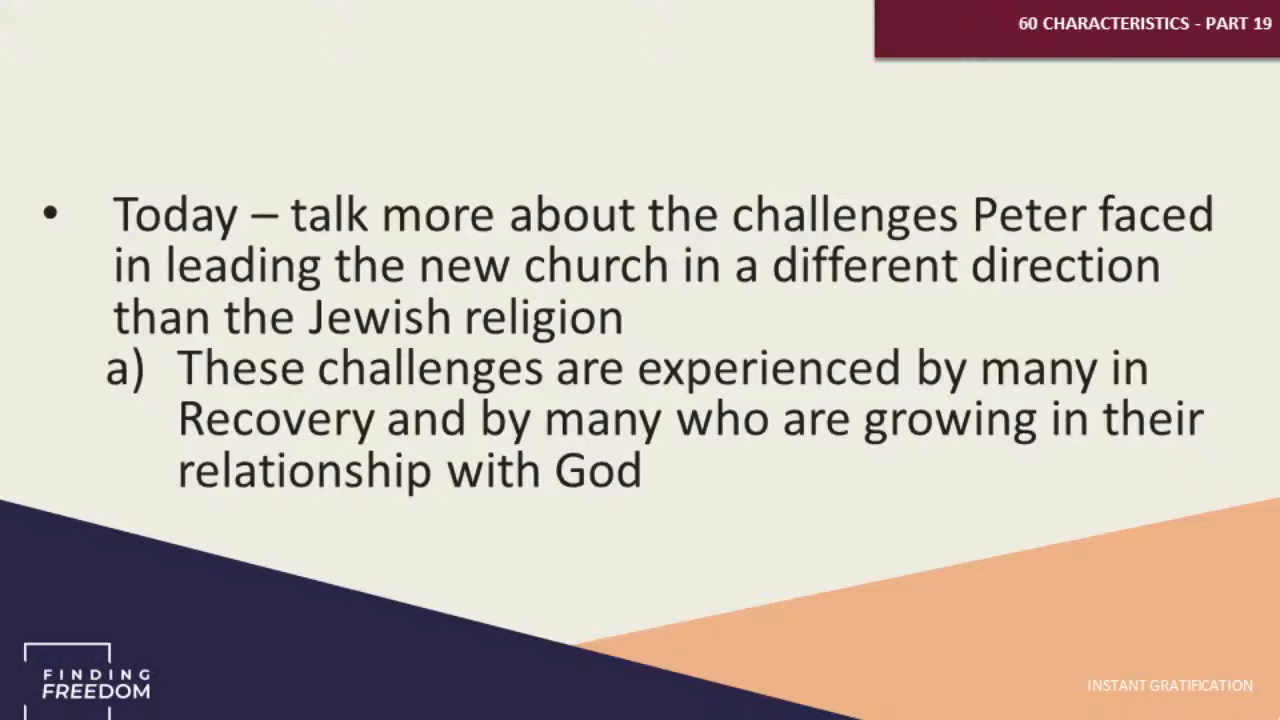 60 CHARACTERISTICS - PART 19
• Today – talk more about the challenges Peter faced
in leading the new church in a different direction
than the Jewish religion
a) These challenges are experienced by many in
Recovery and by many who are growing in their
relationship with God
FINDING
FREEDOM
INSTANT GRATIFICATION